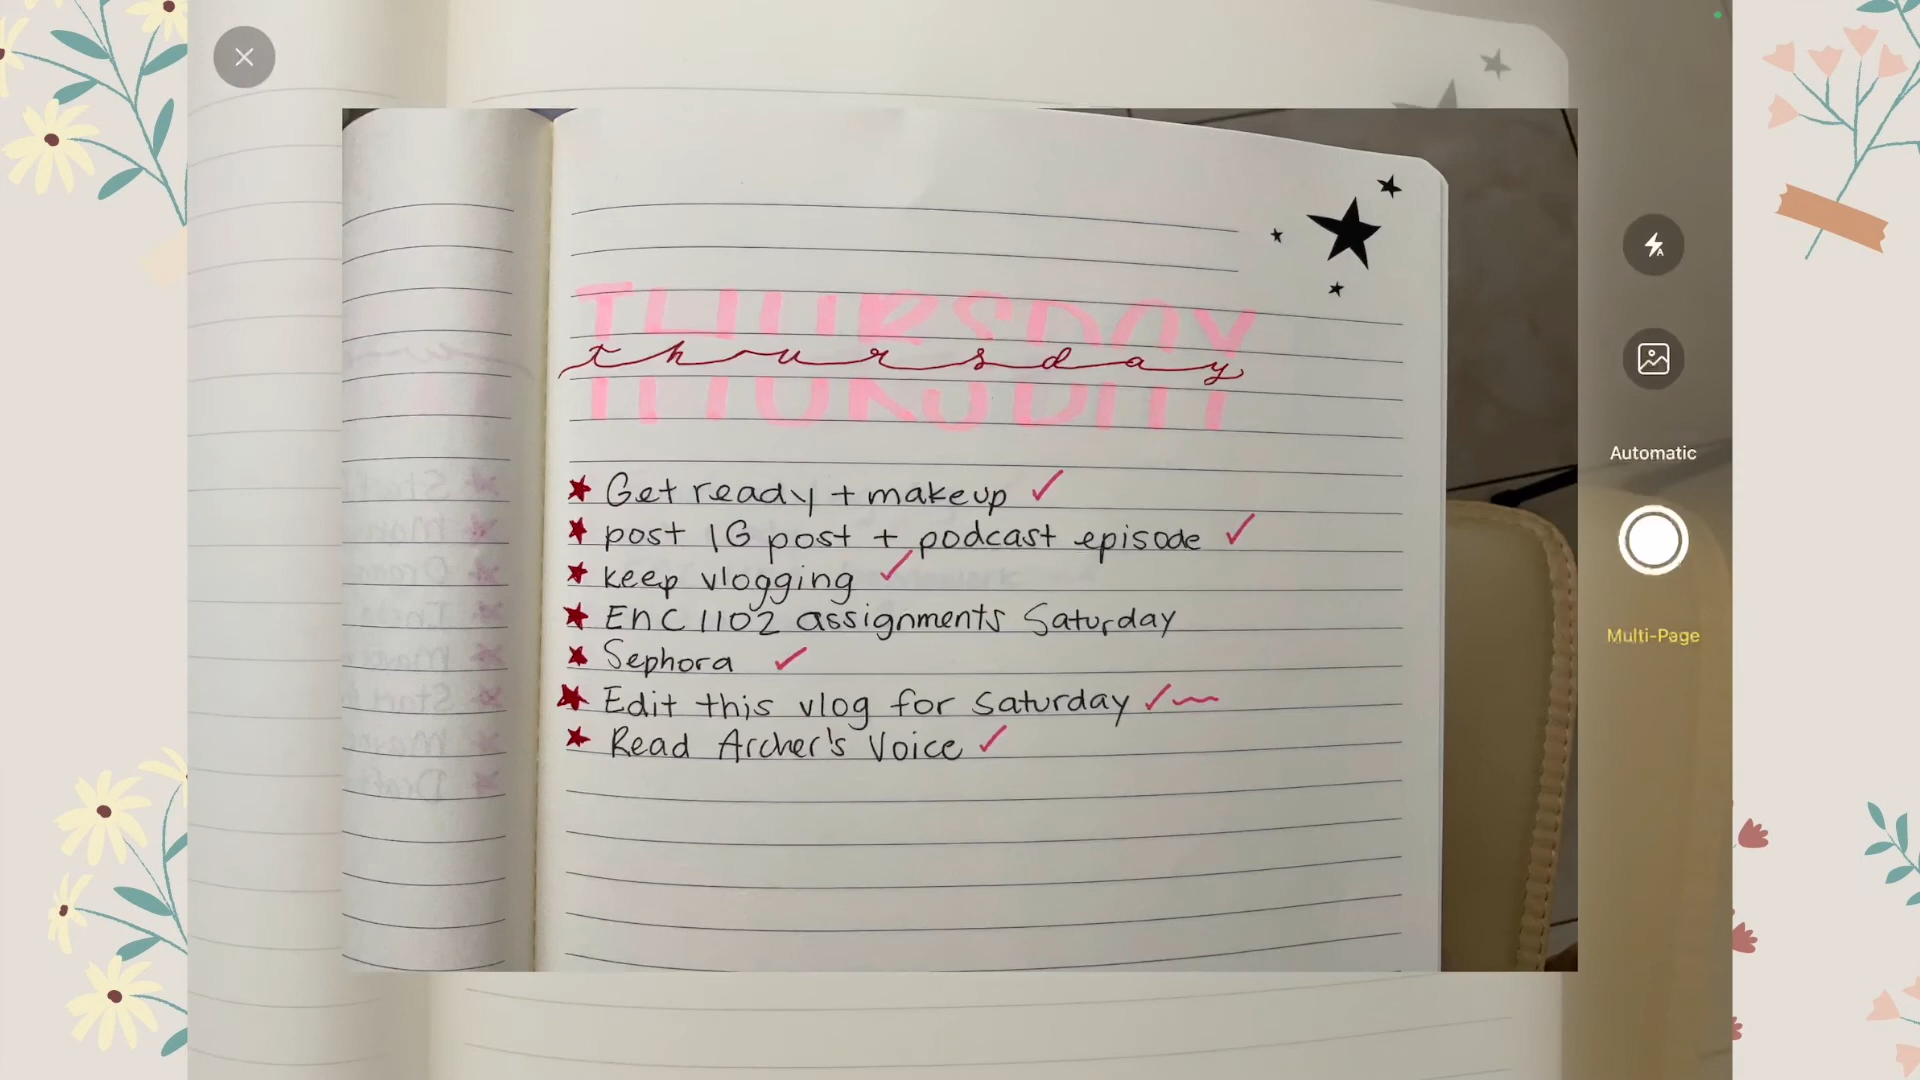 THURSDAY
thursday
Get ready + makeup ✓
post IG post + podcast episode ✓
keep vlogging ✓
ENC 1102 assignments Saturday
Sephora ✓
Edit this vlog for Saturday ✓~
Read Archer's Voice ✓
Automatic
Multi-Page